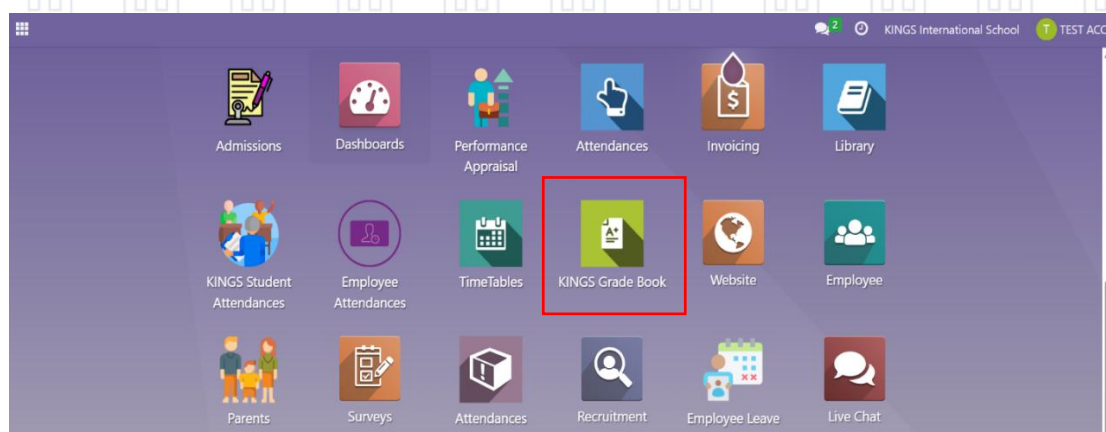 2
KINGS International School
T
TEST ACC
Admissions
Dashboards
Performance
Appraisal
Attendances
$
Invoicing
Library
KINGS Student
Attendances
Employee
Attendances
TimeTables
A+
KINGS Grade Book
Website
Employee
Parents
Surveys
Attendances
Recruitment
Employee Leave
Live Chat